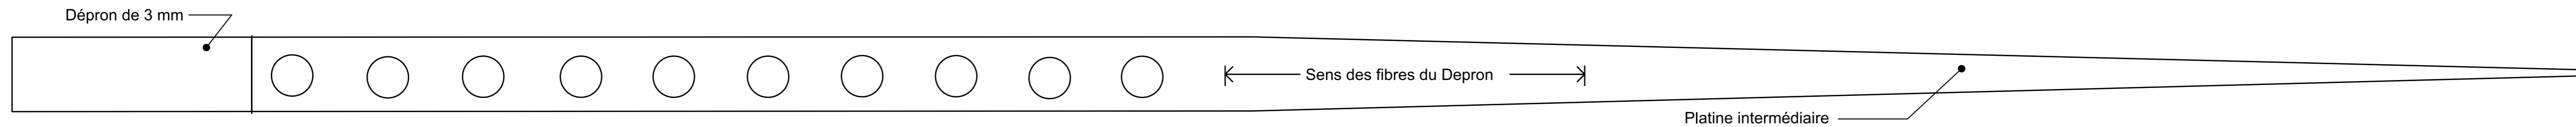 Dépron de 3 mm
Sens des fibres du Depron
Platine intermédiaire